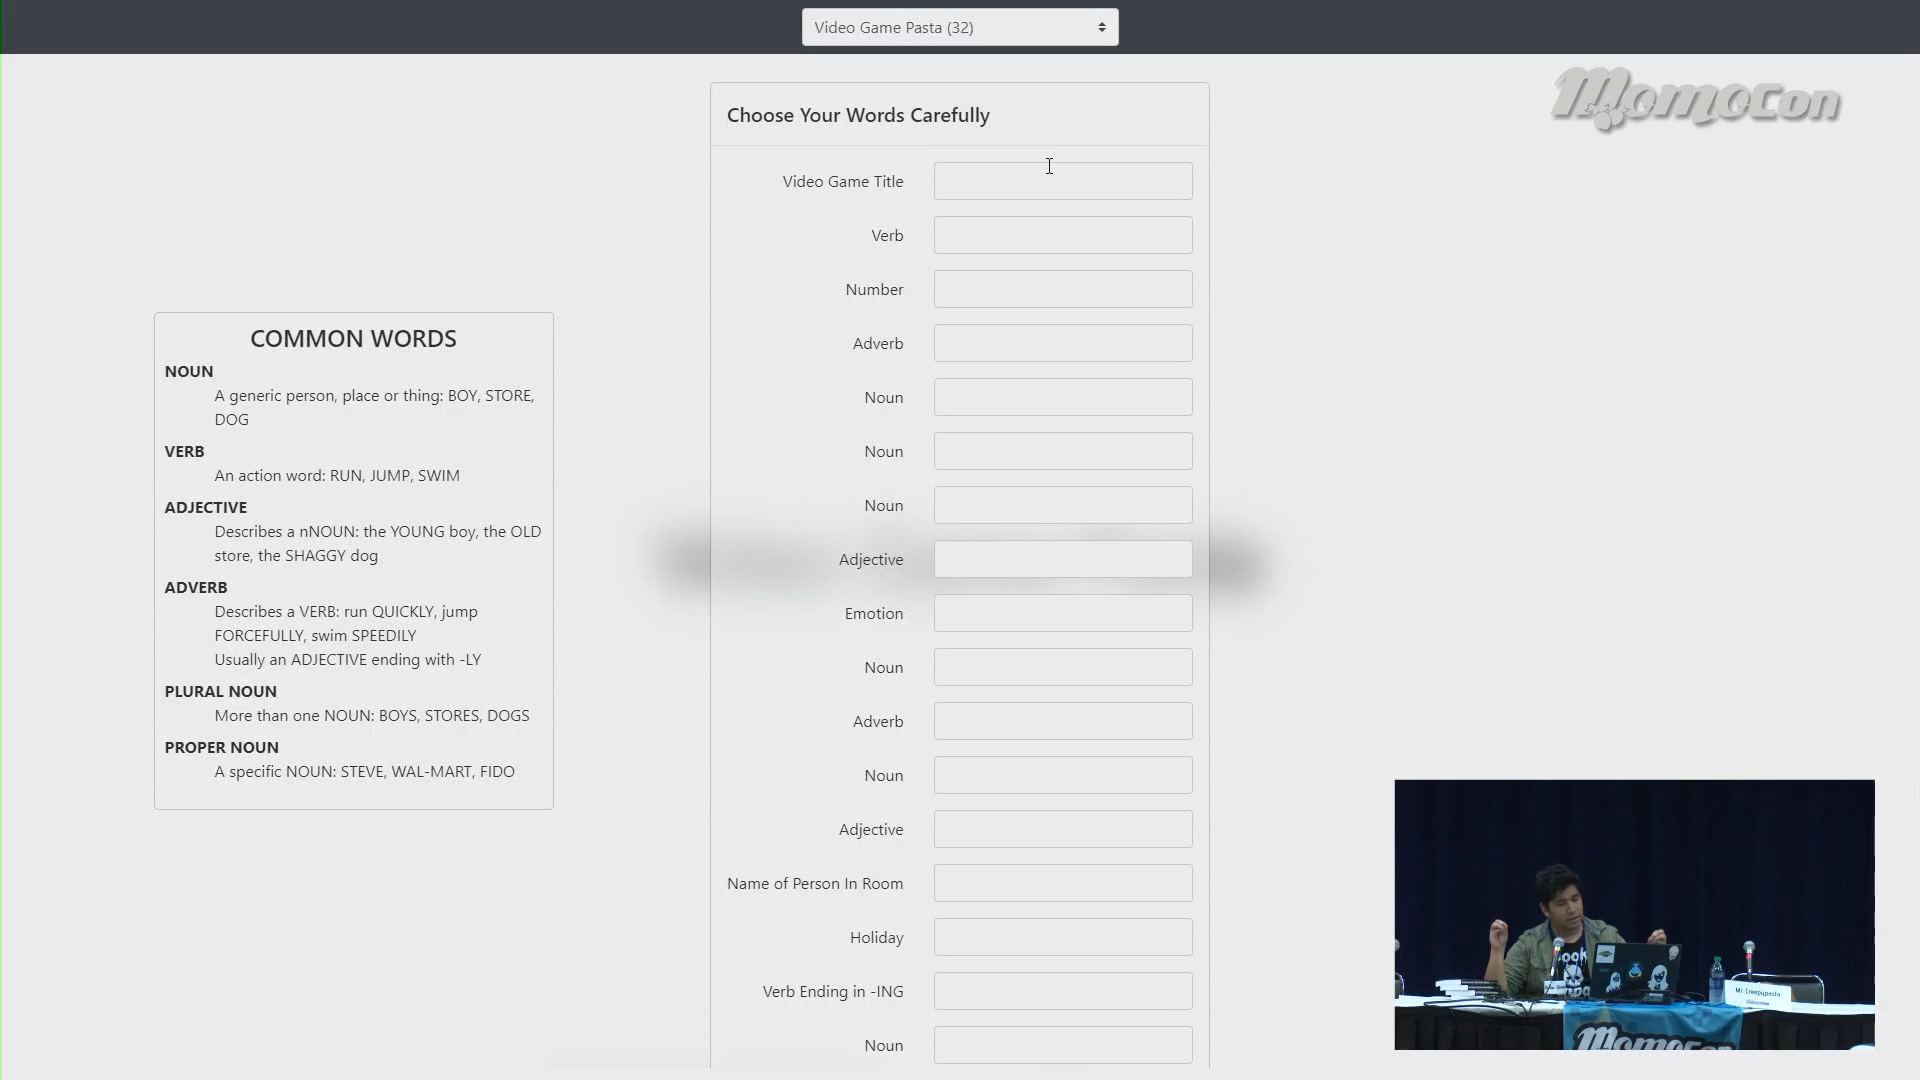 Video Game Pasta (32)
MomoCon
Choose Your Words Carefully
Video Game Title
Verb
Number
Adverb
Noun
Noun
Noun
Adjective
Emotion
Noun
Adverb
Noun
Adjective
Name of Person In Room
Holiday
Verb Ending in -ING
Noun
COMMON WORDS
NOUN
A generic person, place or thing: BOY, STORE,
DOG
VERB
An action word: RUN, JUMP, SWIM
ADJECTIVE
Describes a nNOUN: the YOUNG boy, the OLD
store, the SHAGGY dog
ADVERB
Describes a VERB: run QUICKLY, jump
FORCEFULLY, swim SPEEDILY
Usually an ADJECTIVE ending with -LY
PLURAL NOUN
More than one NOUN: BOYS, STORES, DOGS
PROPER NOUN
A specific NOUN: STEVE, WAL-MART, FIDO
Mr Creepypasta
MomoCon